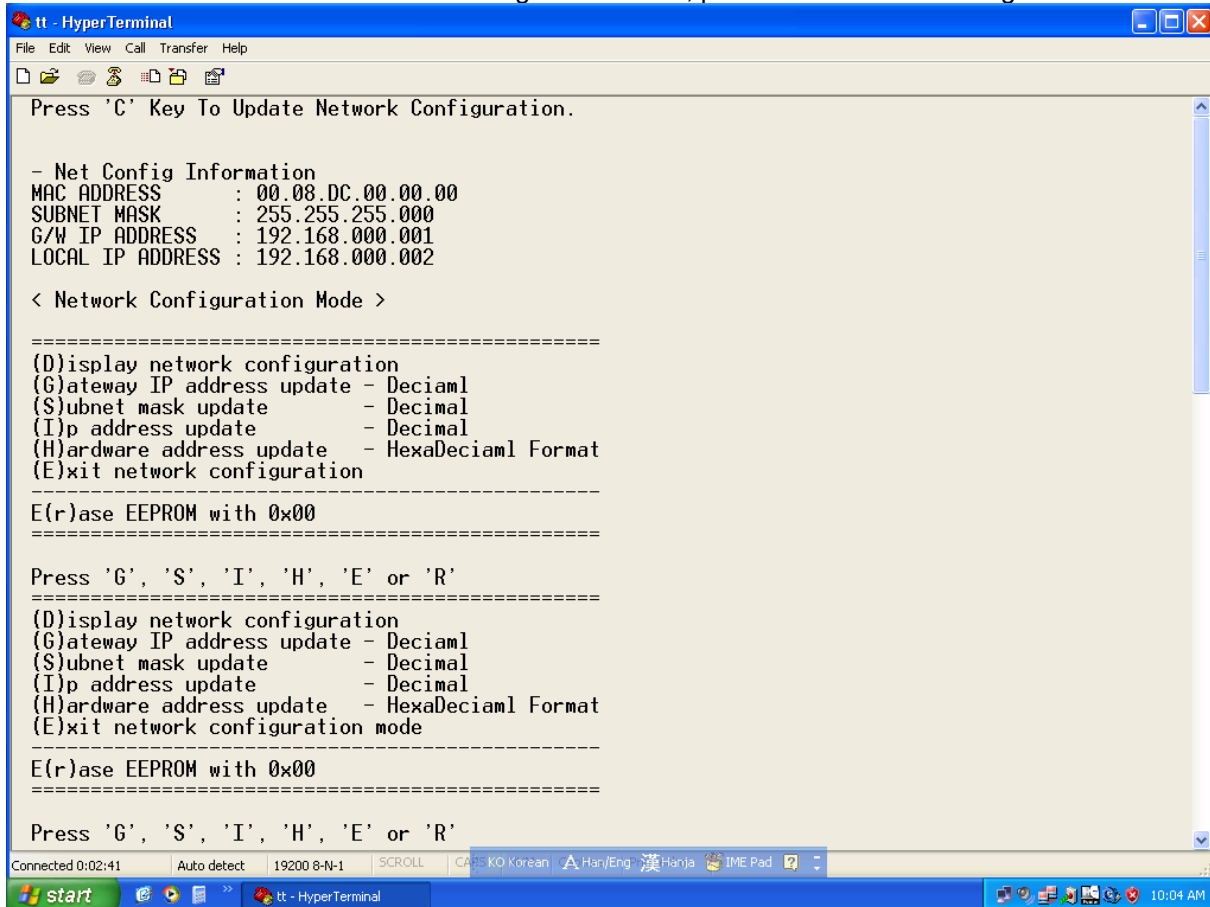 tt - HyperTerminal
File Edit View Call Transfer Help
Press 'C' Key To Update Network Configuration.
- Net Config Information
MAC ADDRESS : 00.08.DC.00.00.00
SUBNET MASK : 255.255.255.000
G/W IP ADDRESS : 192.168.000.001
LOCAL IP ADDRESS : 192.168.000.002
< Network Configuration Mode >
================================================
(D)isplay network configuration
(G)ateway IP address update - Deciaml
(S)ubnet mask update - Decimal
(I)p address update - Decimal
(H)ardware address update - HexaDeciaml Format
(E)xit network configuration
------------------------------------------------
E(r)ase EEPROM with 0x00
================================================
Press 'G', 'S', 'I', 'H', 'E' or 'R'
================================================
(D)isplay network configuration
(G)ateway IP address update - Deciaml
(S)ubnet mask update - Decimal
(I)p address update - Decimal
(H)ardware address update - HexaDeciaml Format
(E)xit network configuration mode
------------------------------------------------
E(r)ase EEPROM with 0x00
================================================
Press 'G', 'S', 'I', 'H', 'E' or 'R'
Connected 0:02:41 Auto detect 19200 8-N-1 SCROLL KO Korean A Han/Eng 漢 Hanja IME Pad
start tt - HyperTerminal 10:04 AM